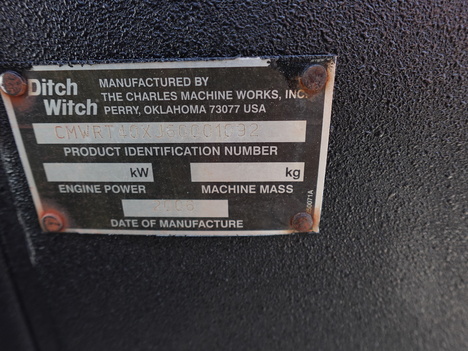 Ditch Witch
MANUFACTURED BY
THE CHARLES MACHINE WORKS, INC.
PERRY, OKLAHOMA 73077 USA
PRODUCT IDENTIFICATION NUMBER
kW kg
ENGINE POWER MACHINE MASS
2008
DATE OF MANUFACTURE